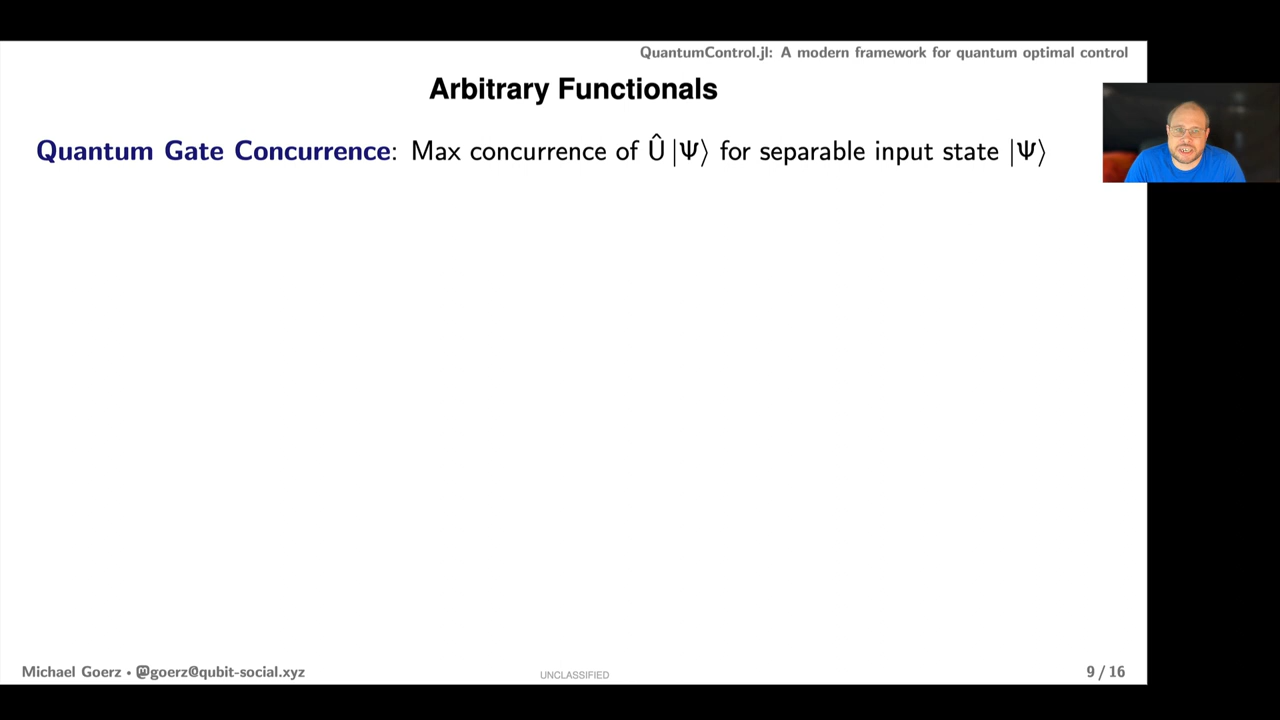 QuantumControl.jl: A modern framework for quantum optimal control
Arbitrary Functionals
Quantum Gate Concurrence: Max concurrence of Û |Ψ⟩ for separable input state |Ψ⟩
Michael Goerz • @goerz@qubit-social.xyz
UNCLASSIFIED
9 / 16